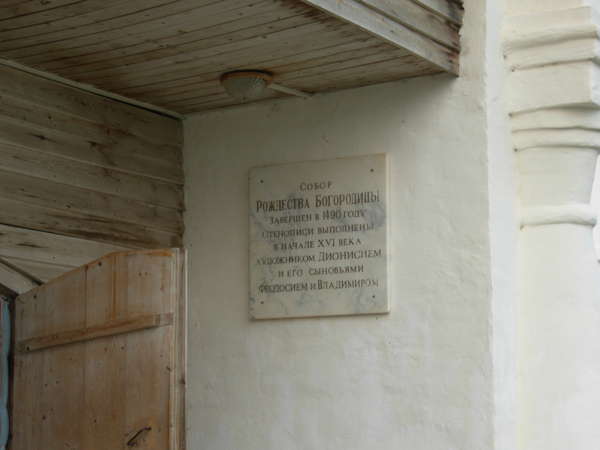 Собор
Рождества Богородицы
завершен в 1490 году
стенописи выполнены
в начале XVI века
художником Дионисием
и его сыновьями
Феодосием и Владимиром